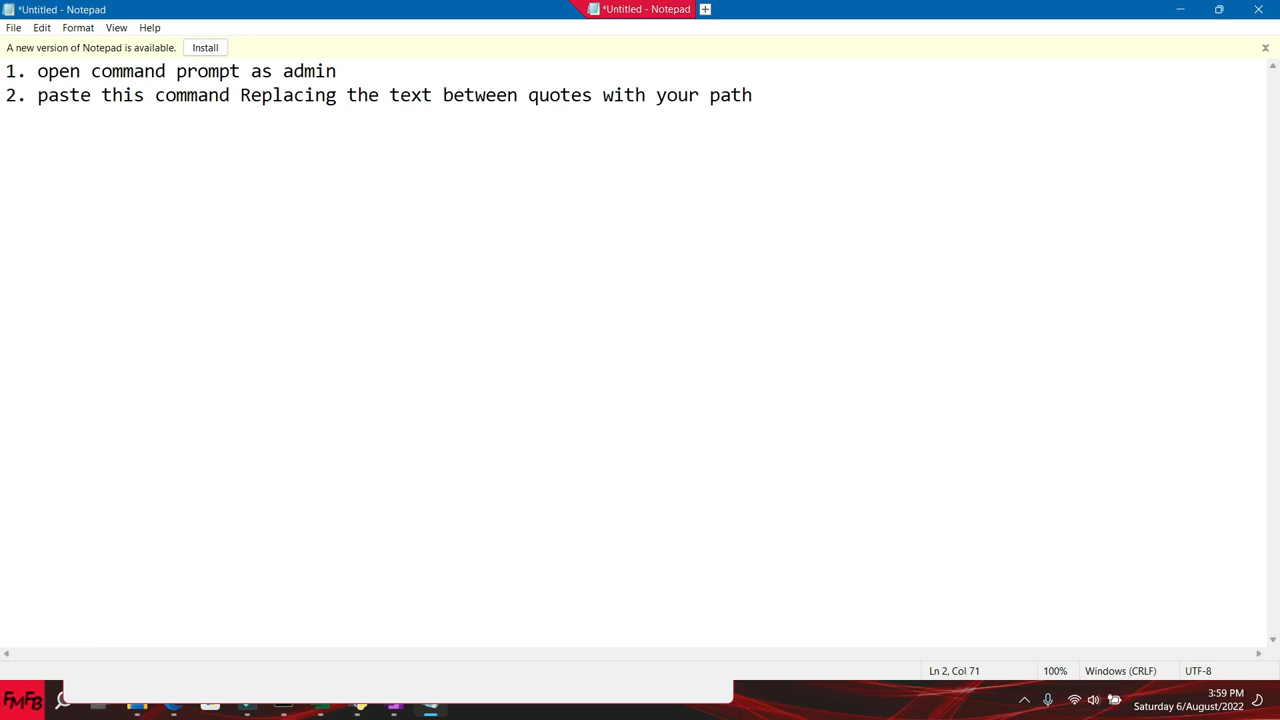 *Untitled - Notepad
*Untitled - Notepad
File Edit Format View Help
A new version of Notepad is available. Install
1. open command prompt as admin
2. paste this command Replacing the text between quotes with your path
Ln 2, Col 71 100% Windows (CRLF) UTF-8
FMFB
3:59 PM
Saturday 6/August/2022